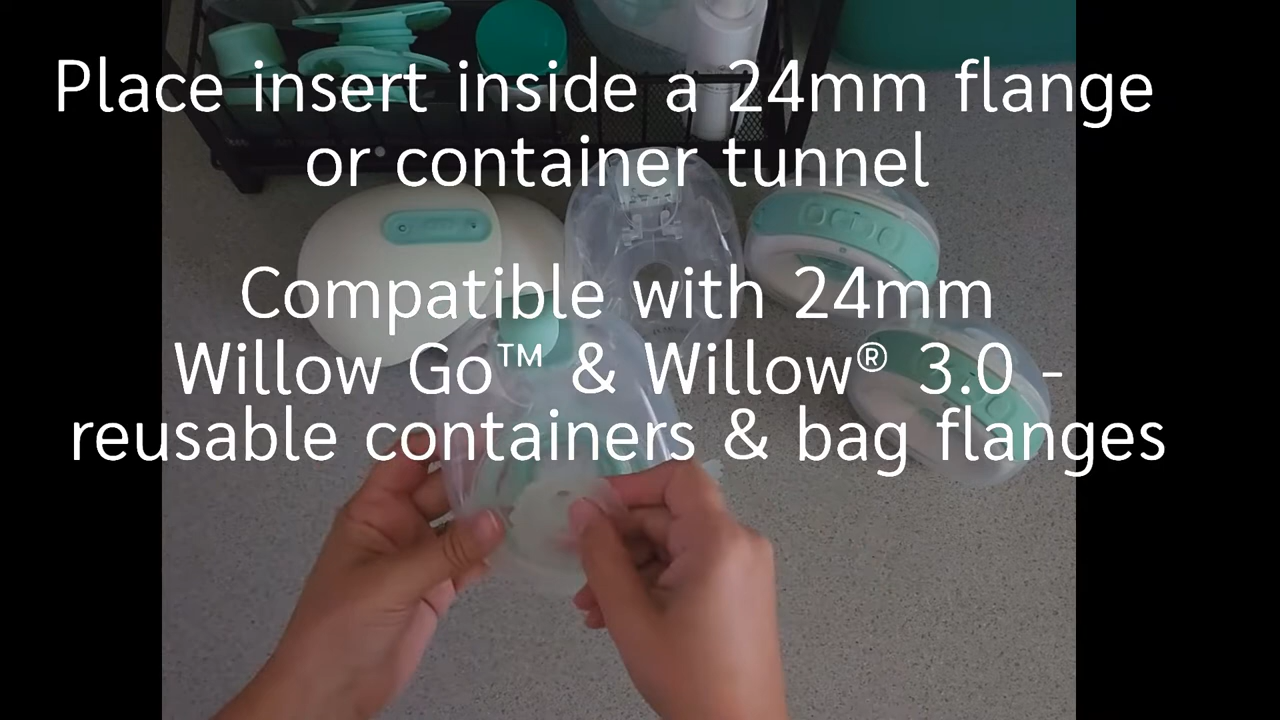 Place insert inside a 24mm flange
or container tunnel
Compatible with 24mm
Willow Go™ & Willow® 3.0 -
reusable containers & bag flanges